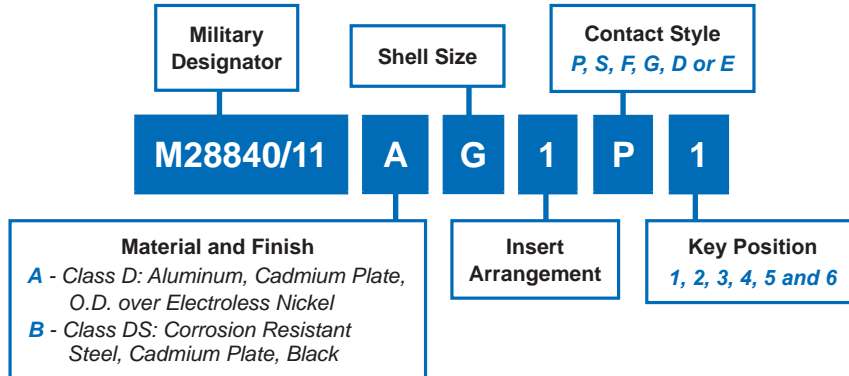 Military
Designator
Shell Size
Contact Style
P, S, F, G, D or E
M28840/11 A G 1 P 1
Material and Finish
A - Class D: Aluminum, Cadmium Plate,
O.D. over Electroless Nickel
B - Class DS: Corrosion Resistant
Steel, Cadmium Plate, Black
Insert
Arrangement
Key Position
1, 2, 3, 4, 5 and 6